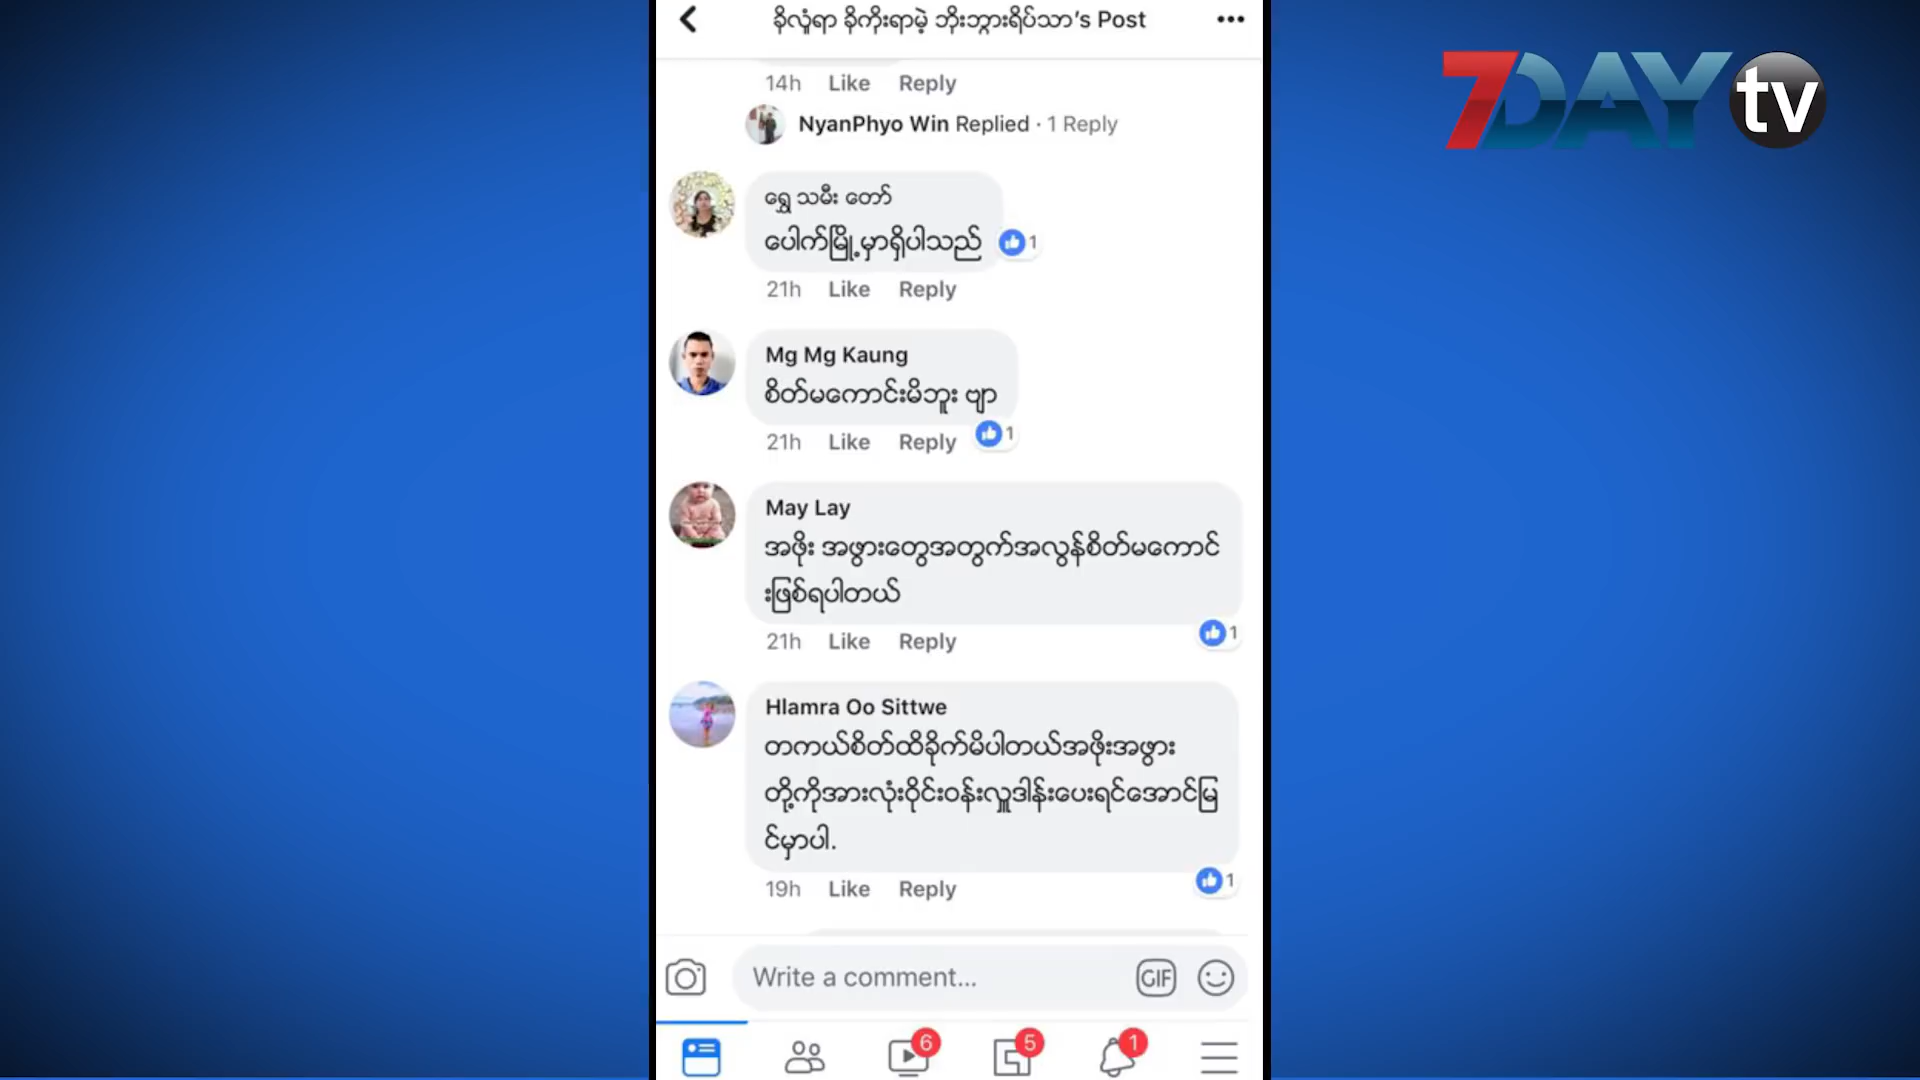 ခိုလှုံရာ ခိုကိုးရာမဲ့ ဘိုးဘွားရိပ်သာ's Post
7DAY tv
14h Like Reply
NyanPhyo Win Replied · 1 Reply
ရွှေ သမီး တော်
ပေါက်မြို့မှာရှိပါသည်
1
21h Like Reply
Mg Mg Kaung
စိတ်မကောင်းမိဘူး ဗျာ
21h Like Reply 1
May Lay
အဖိုး အဖွားတွေအတွက်အလွန်စိတ်မကောင်
းဖြစ်ရပါတယ်
21h Like Reply 1
Hlamra Oo Sittwe
တကယ်စိတ်ထိခိုက်မိပါတယ်အဖိုးအဖွား
တို့ကိုအားလုံးဝိုင်းဝန်းလှူဒါန်းပေးရင်အောင်မြ
င်မှာပါ.
19h Like Reply 1
Write a comment... GIF
6 5 1